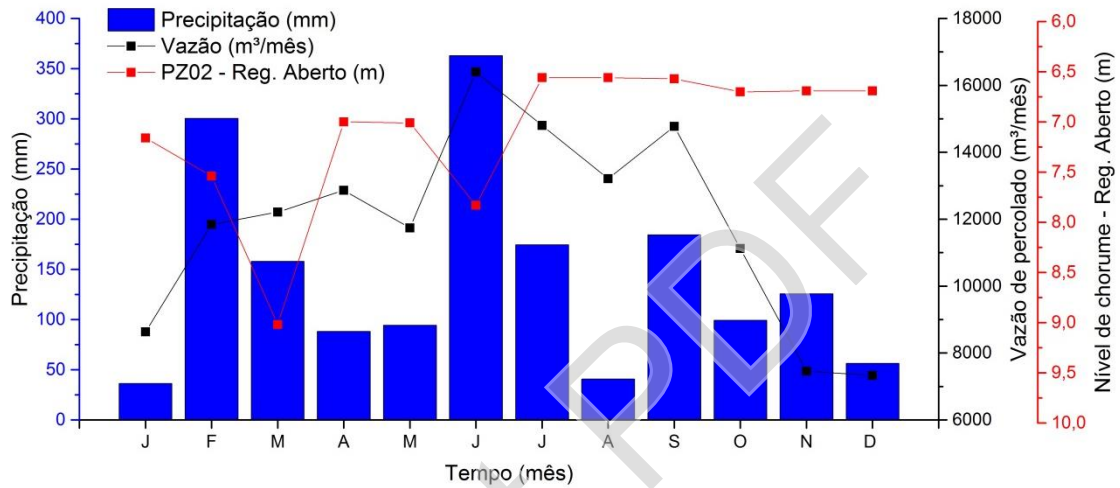 Precipitação (mm)
Vazão (m³/mês)
PZ02 - Reg. Aberto (m)
Precipitação (mm)
400
350
300
250
200
150
100
50
0
J F M A M J J A S O N D
Tempo (mês)
18000
16000
14000
12000
10000
8000
6000
Vazão de percolado (m³/mês)
6,0
6,5
7,0
7,5
8,0
8,5
9,0
9,5
10,0
Nível de chorume - Reg. Aberto (m)
PDF